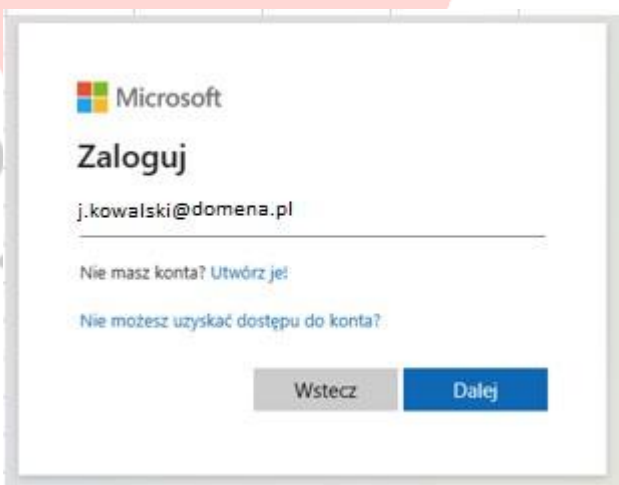 Microsoft
Zaloguj
j.kowalski@domena.pl
Nie masz konta? Utwórz je!
Nie możesz uzyskać dostępu do konta?
Wstecz Dalej